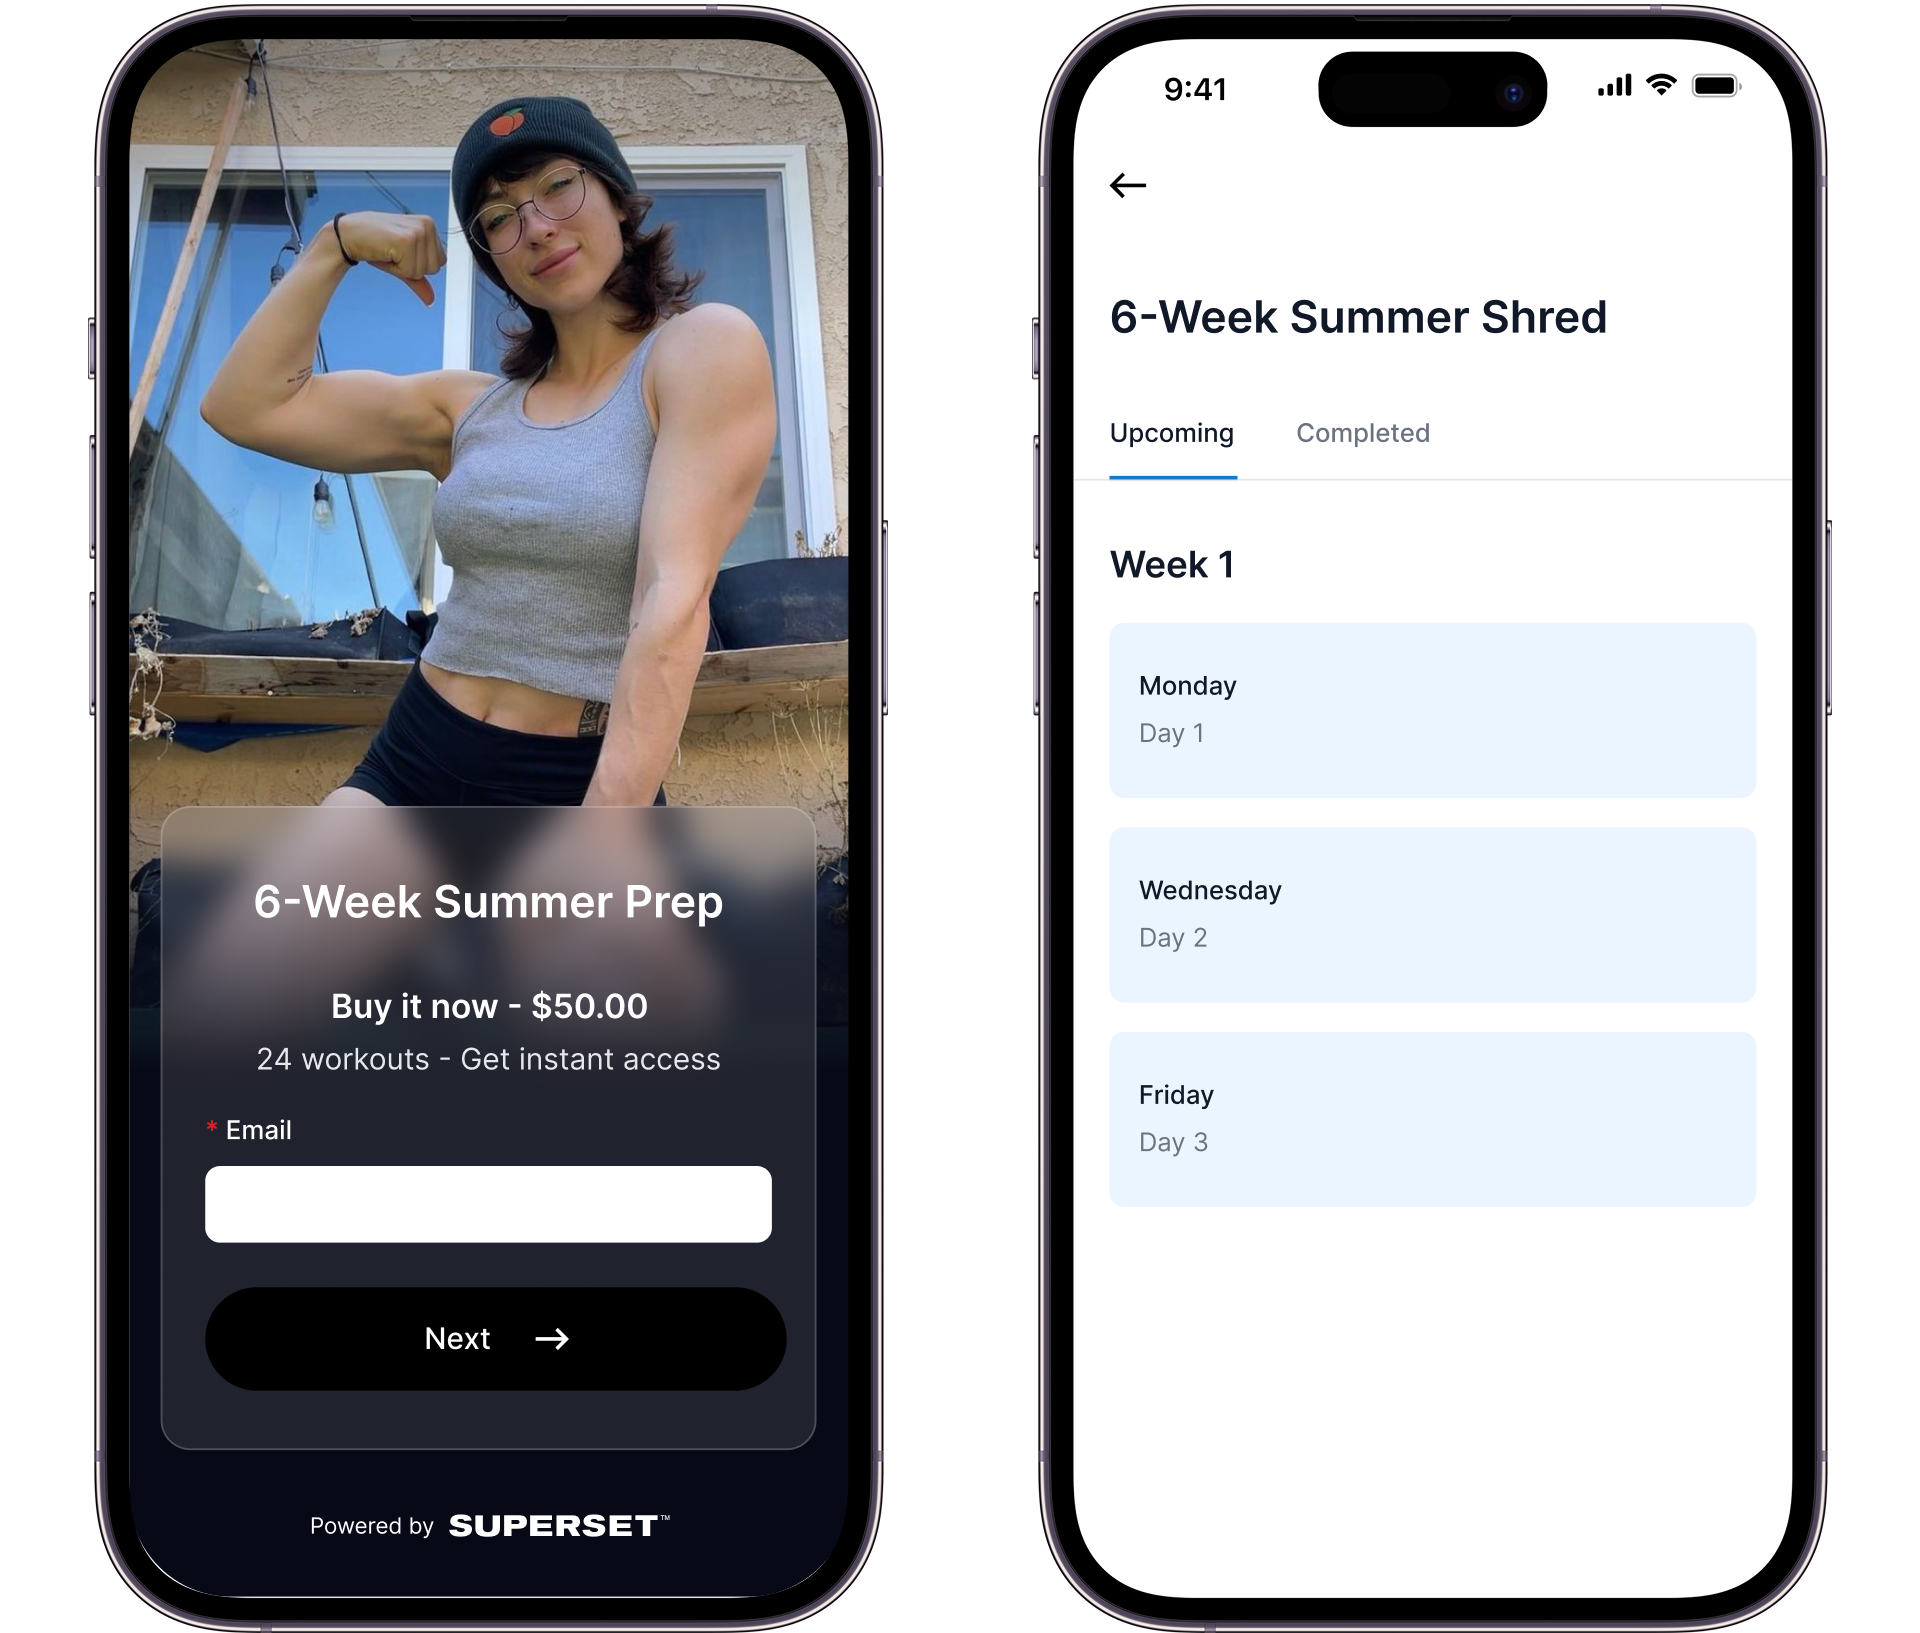 6-Week Summer Prep
Buy it now - $50.00
24 workouts - Get instant access
* Email
Next
Powered by SUPERSET™
9:41
6-Week Summer Shred
Upcoming Completed
Week 1
Monday
Day 1
Wednesday
Day 2
Friday
Day 3